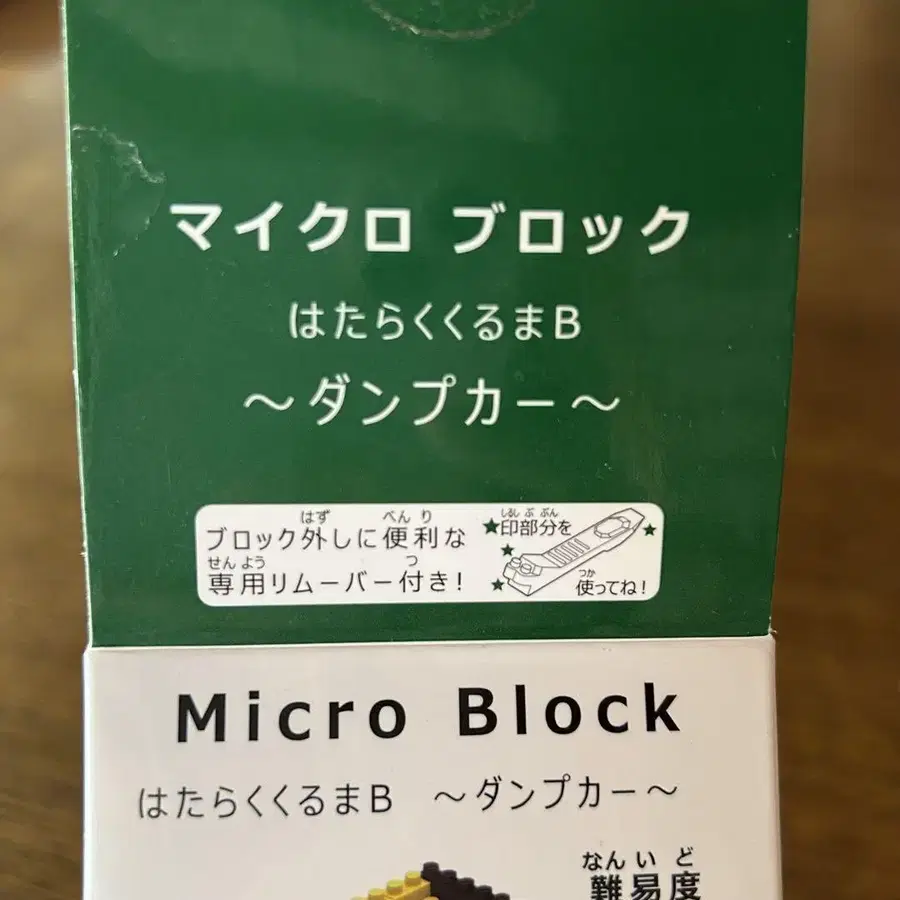 マイクロ ブロック
はたらくくるまB
～ダンプカー～
はず べんり
ブロック外しに便利な
せんよう つ
専用リムーバー付き!
しるし ぶ ぶん
★印部分を
つか
使ってね!
Micro Block
はたらくくるまB ～ダンプカー～
なん い ど
難易度